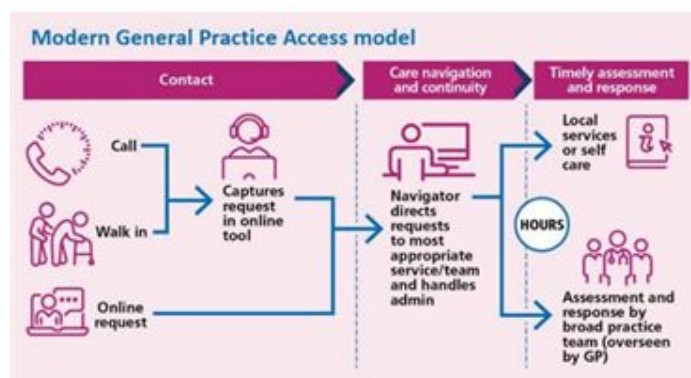 Modern General Practice Access model
Contact
Care navigation
and continuity
Timely assessment
and response
Call
Walk in
Online
request
Captures
request
in online
tool
Navigator
directs
requests
to most
appropriate
service/team
and handles
admin
Local
services
or self
care
HOURS
Assessment and
response by
broad practice
team (overseen
by GP)